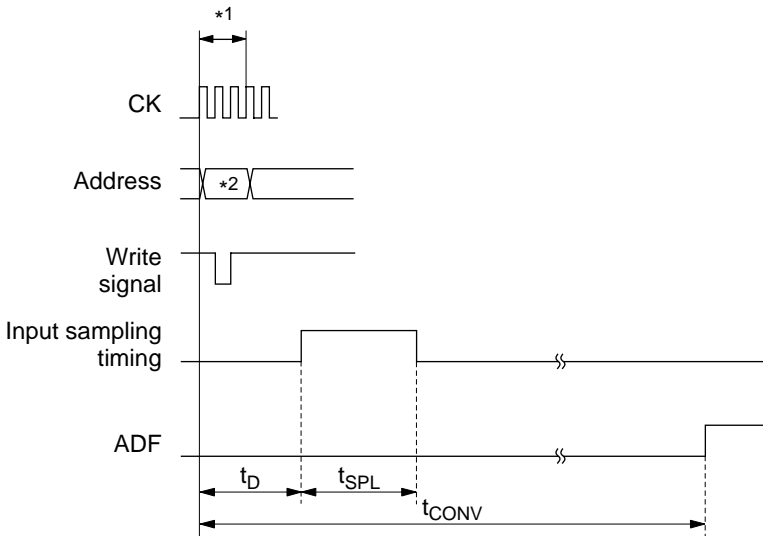 *1
CK
Address
*2
Write
signal
Input sampling
timing
ADF
tD
tSPL
tCONV